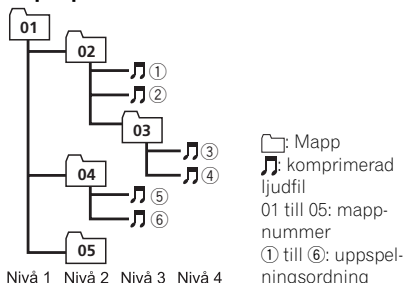 01
02
①
②
03
③
④
04
⑤
⑥
05
Nivå 1 Nivå 2 Nivå 3 Nivå 4
: Mapp
: komprimerad
ljudfil
01 till 05: mapp-
nummer
① till ⑥: uppspel-
ningsordning